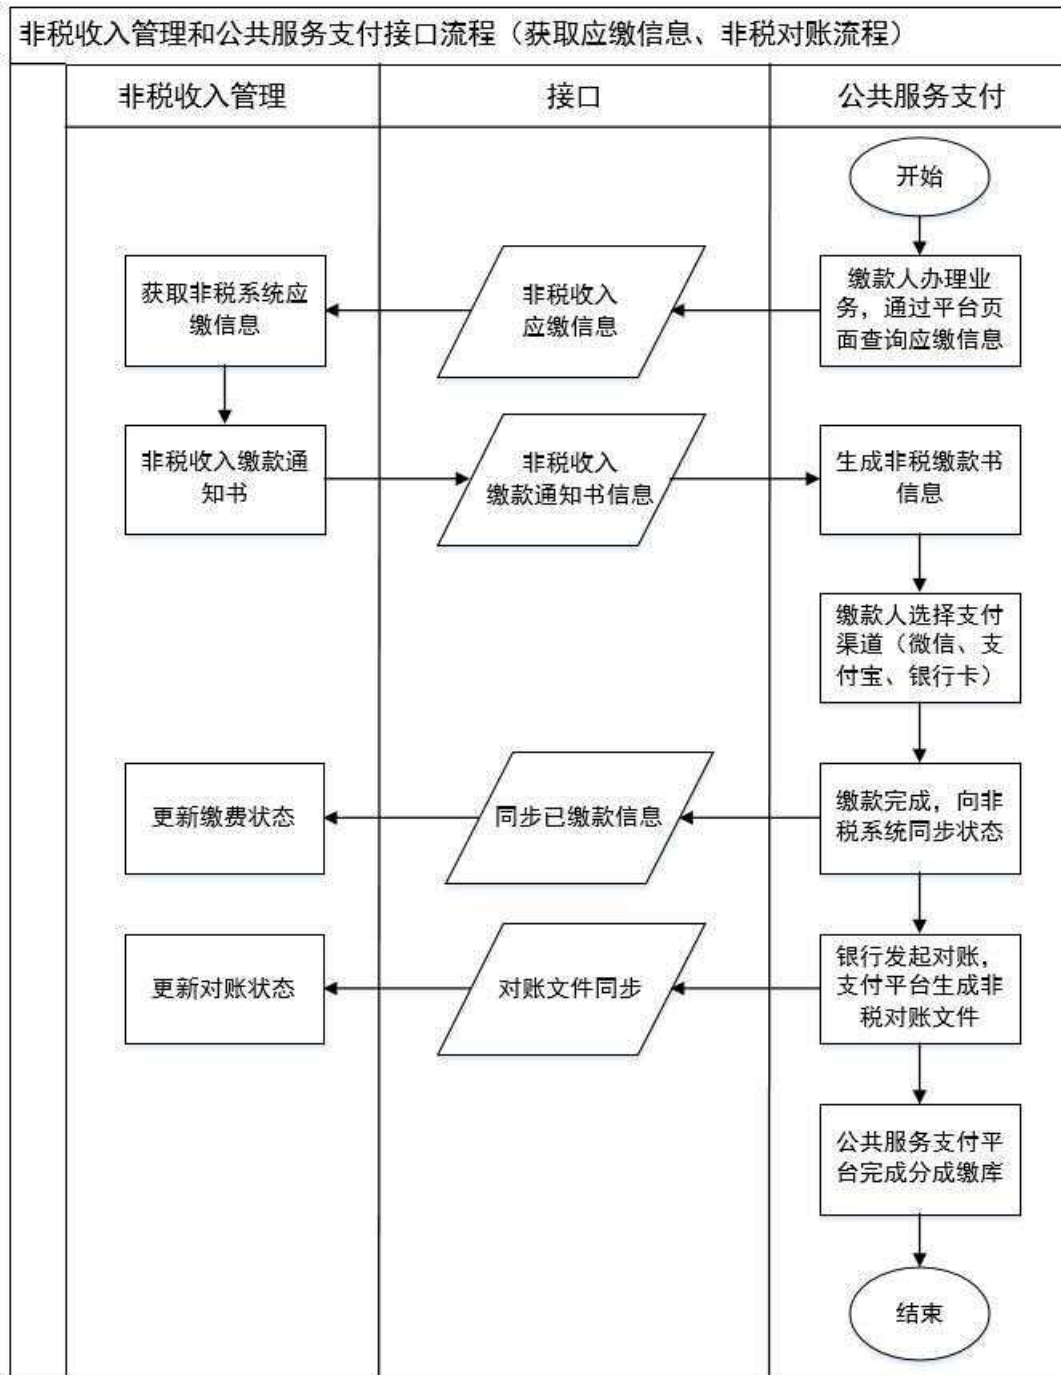 非税收入管理和公共服务支付接口流程（获取应缴信息、非税对账流程）
非税收入管理
接口
公共服务支付
开始
缴款人办理业
务，通过平台页
面查询应缴信息
非税收入
应缴信息
获取非税系统应
缴信息
非税收入缴款通
知书
非税收入
缴款通知书信息
生成非税缴款书
信息
缴款人选择支付
渠道（微信、支
付宝、银行卡）
缴款完成，向非
税系统同步状态
同步已缴款信息
更新缴费状态
银行发起对账，
支付平台生成非
税对账文件
对账文件同步
更新对账状态
公共服务支付平
台完成分成缴库
结束